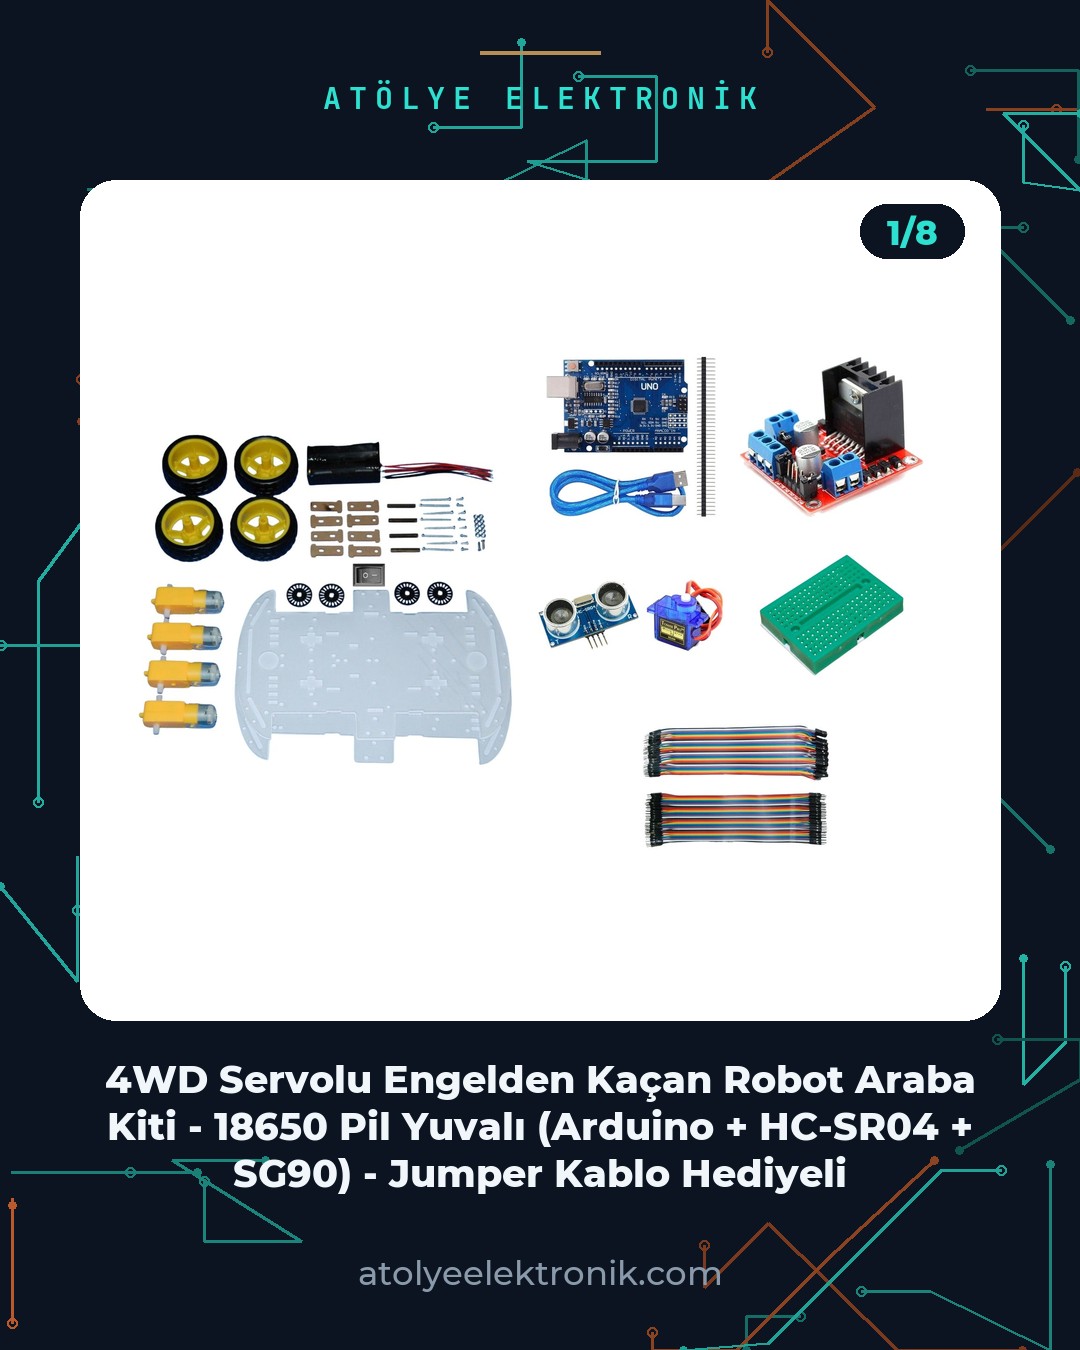 ATÖLYE ELEKTRONİK
1/8
UNO
4WD Servolu Engelden Kaçan Robot Araba
Kiti - 18650 Pil Yuvalı (Arduino + HC-SR04 +
SG90) - Jumper Kablo Hediyeli
atolyeelektronik.com